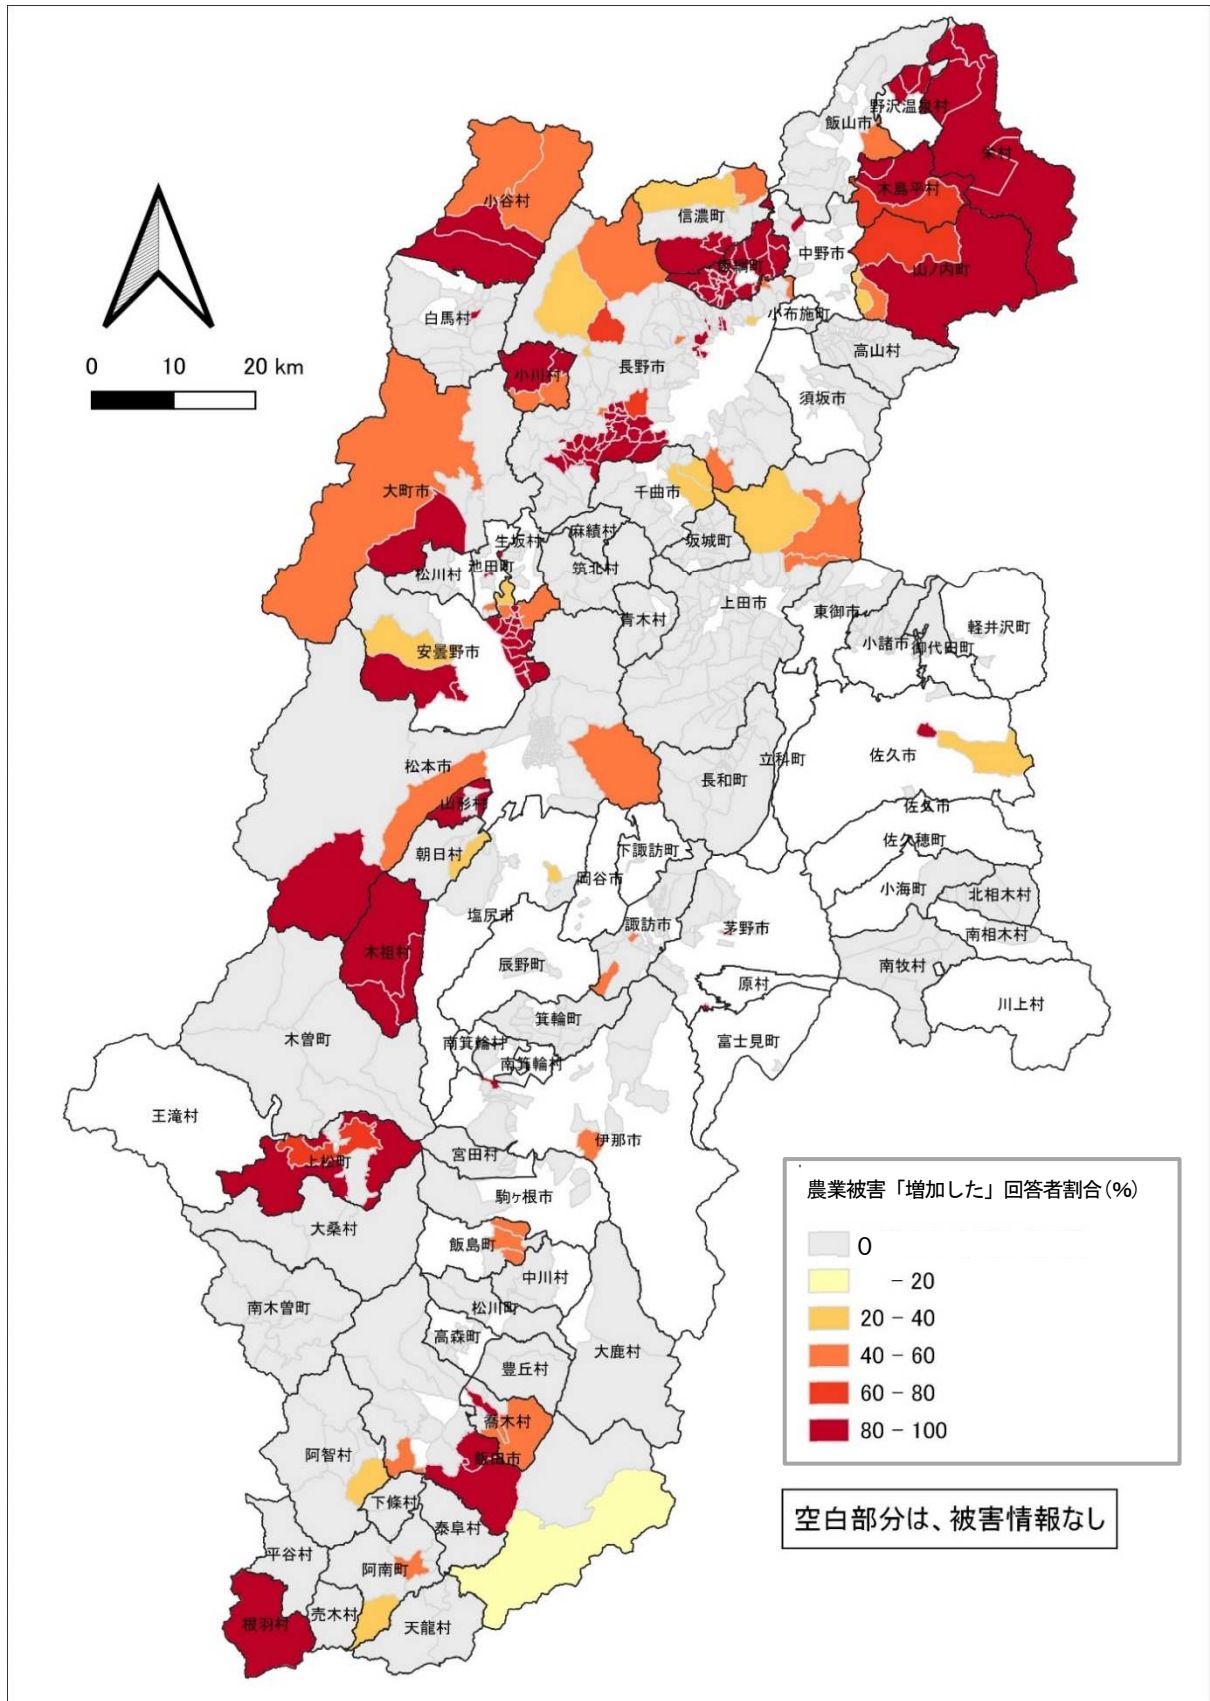 野沢温泉村
飯山市
栄村
木島平村
小谷村
信濃町
中野市
飯綱町
山ノ内町
白馬村
小布施町
高山村
0 10 20 km
長野市
小川村
須坂市
大町市
千曲市
麻績村
坂城町
生坂村
池田町
筑北村
松川村
上田市
東御市
青木村
軽井沢町
小諸市
御代田町
安曇野市
佐久市
松本市
立科町
長和町
山形村
佐久市
佐久穂町
朝日村
下諏訪町
岡谷市
小海町
北相木村
塩尻市
諏訪市
茅野市
南相木村
木祖村
辰野町
南牧村
原村
川上村
箕輪町
木曽町
南箕輪村
富士見町
南箕輪村
王滝村
伊那市
宮田村
上松町
駒ヶ根市
大桑村
飯島町
中川村
南木曽町
松川町
高森町
大鹿村
豊丘村
喬木村
阿智村
飯田市
下條村
泰阜村
平谷村
阿南町
売木村
根羽村
天龍村
農業被害「増加した」回答者割合(%)
0
- 20
20 - 40
40 - 60
60 - 80
80 - 100
空白部分は、被害情報なし